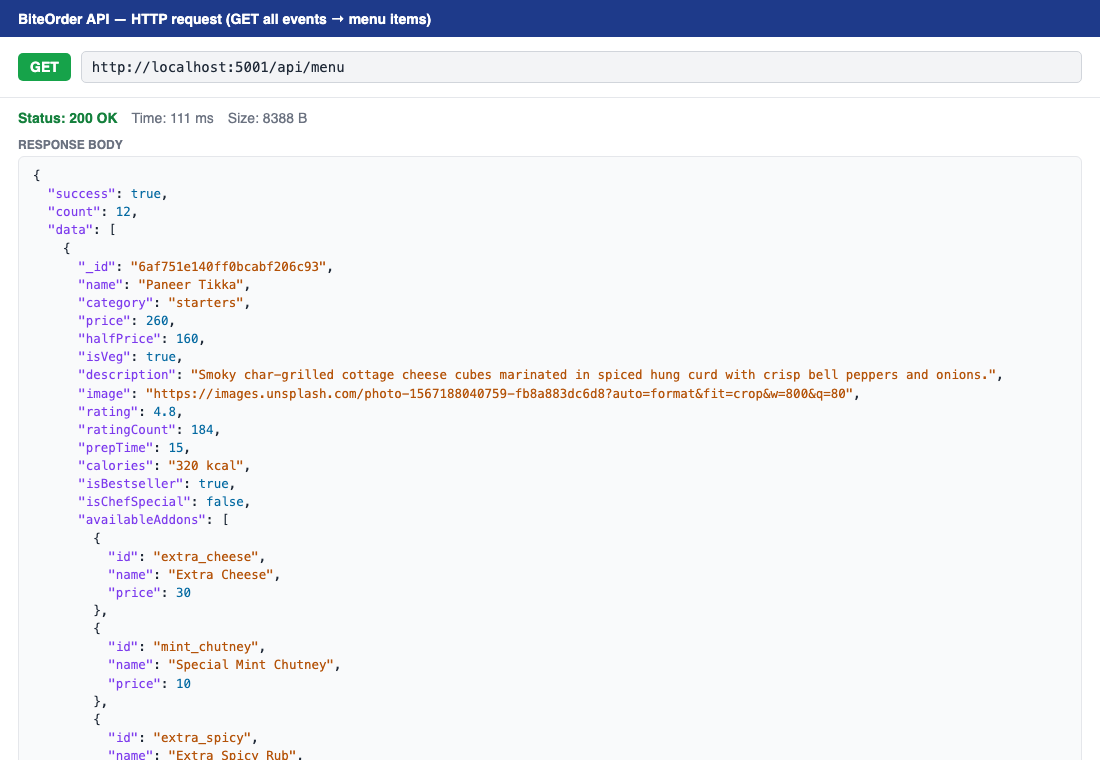 BiteOrder API — HTTP request (GET all events → menu items)
GET http://localhost:5001/api/menu
Status: 200 OK Time: 111 ms Size: 8388 B
RESPONSE BODY
{
  "success": true,
  "count": 12,
  "data": [
    {
      "_id": "6af751e140ff0bcabf206c93",
      "name": "Paneer Tikka",
      "category": "starters",
      "price": 260,
      "halfPrice": 160,
      "isVeg": true,
      "description": "Smoky char-grilled cottage cheese cubes marinated in spiced hung curd with crisp bell peppers and onions.",
      "image": "https://images.unsplash.com/photo-1567188040759-fb8a883dc6d8?auto=format&fit=crop&w=800&q=80",
      "rating": 4.8,
      "ratingCount": 184,
      "prepTime": 15,
      "calories": "320 kcal",
      "isBestseller": true,
      "isChefSpecial": false,
      "availableAddons": [
        {
          "id": "extra_cheese",
          "name": "Extra Cheese",
          "price": 30
        },
        {
          "id": "mint_chutney",
          "name": "Special Mint Chutney",
          "price": 10
        },
        {
          "id": "extra_spicy",
          "name": "Extra Spicy Rub",